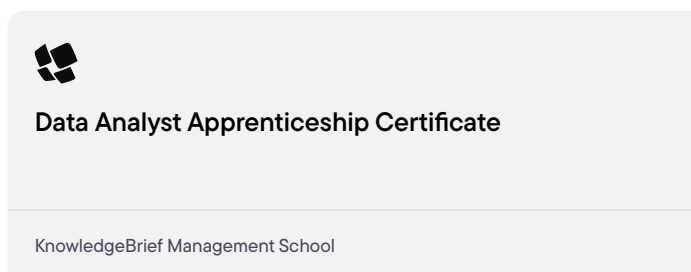 Data Analyst Apprenticeship Certificate
KnowledgeBrief Management School